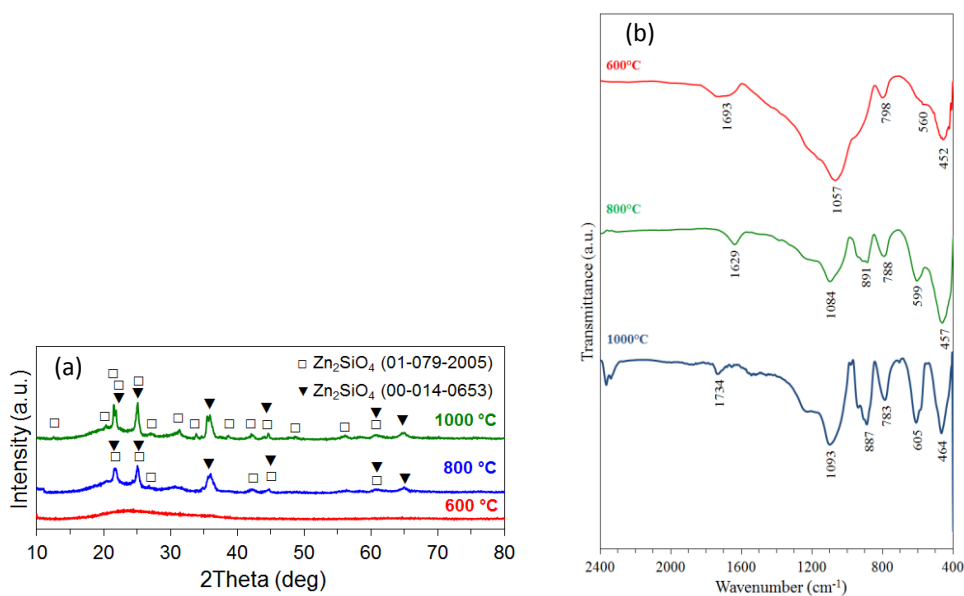 (a)
□ Zn₂SiO₄ (01-079-2005)
▼ Zn₂SiO₄ (00-014-0653)
1000 °C
800 °C
600 °C
Intensity (a.u.)
10 20 30 40 50 60 70 80
2Theta (deg)
(b)
600°C
1693
1057
798
560
452
800°C
1629
1084
891
788
599
457
1000°C
1734
1093
887
783
605
464
Transmittance (a.u.)
2400 1600 800 400
Wavenumber (cm⁻¹)